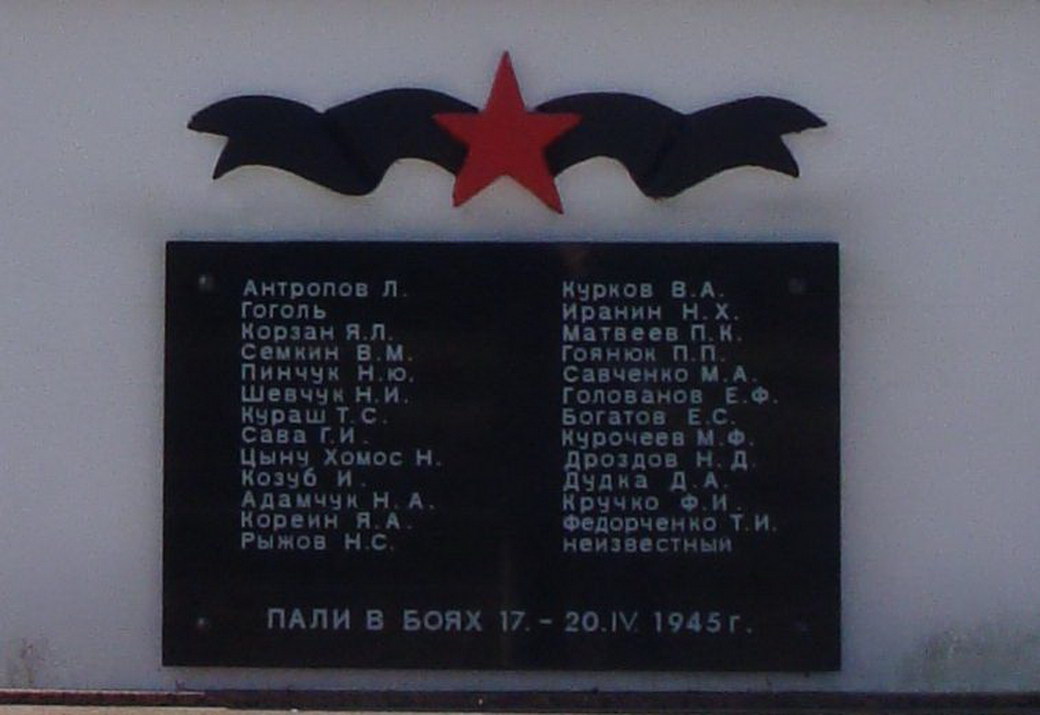 Антропов Л.
Гоголь
Корзан Я.Л.
Семкин В.М.
Пинчук Н.Ю.
Шевчук Н.И.
Кураш Т.С.
Сава Г.И.
Цыну Хомос Н.
Козуб И.
Адамчук Н.А.
Кореин Я.А.
Рыжов Н.С.
Курков В.А.
Иранин Н.Х.
Матвеев П.К.
Гоянюк П.П.
Савченко М.А.
Голованов Е.Ф.
Богатов Е.С.
Курочеев М.Ф.
Дроздов Н.Д.
Дудка Д.А.
Кручко Ф.И.
Федорченко Т.И.
неизвестный
ПАЛИ В БОЯХ 17.-20.IV. 1945г.